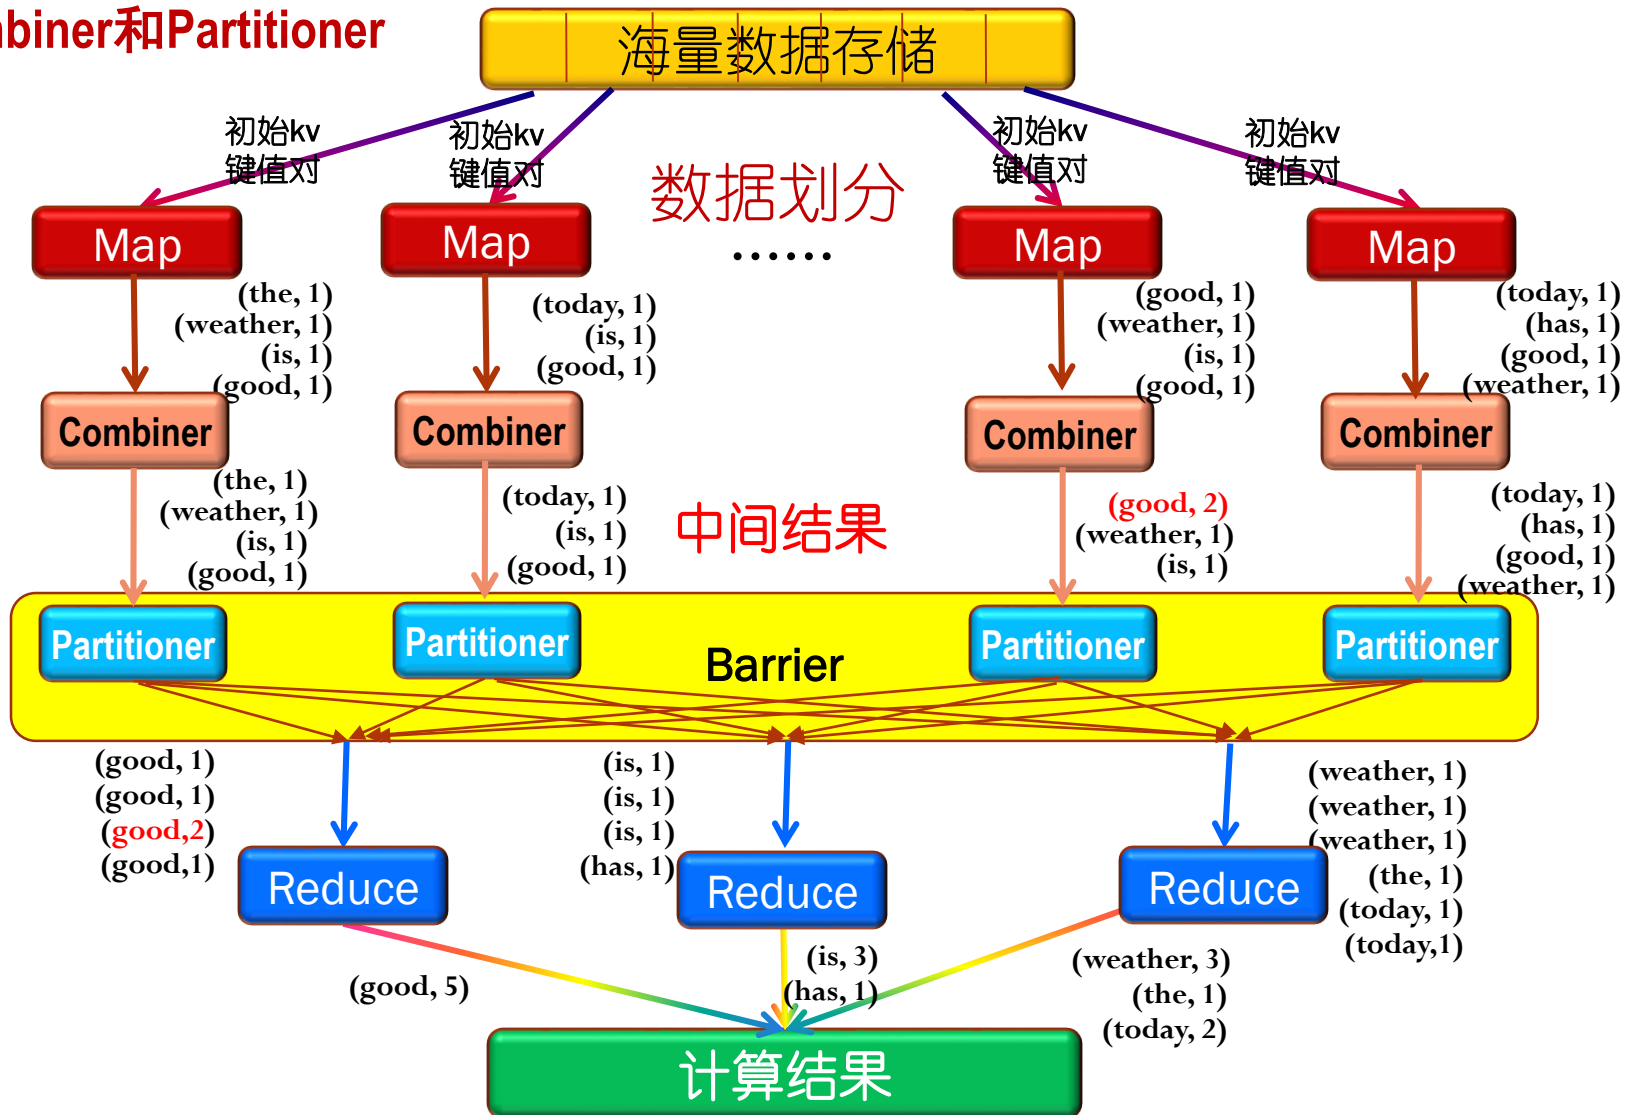 mbiner和Partitioner
海量数据存储
初始kv
键值对
初始kv
键值对
初始kv
键值对
初始kv
键值对
数据划分
......
Map
Map
Map
Map
(the, 1)
(weather, 1)
(is, 1)
(good, 1)
(today, 1)
(is, 1)
(good, 1)
(good, 1)
(weather, 1)
(is, 1)
(good, 1)
(today, 1)
(has, 1)
(good, 1)
(weather, 1)
Combiner
Combiner
Combiner
Combiner
(the, 1)
(weather, 1)
(is, 1)
(good, 1)
(today, 1)
(is, 1)
(good, 1)
中间结果
(good, 2)
(weather, 1)
(is, 1)
(today, 1)
(has, 1)
(good, 1)
(weather, 1)
Partitioner
Partitioner
Barrier
Partitioner
Partitioner
(good, 1)
(good, 1)
(good,2)
(good,1)
(is, 1)
(is, 1)
(is, 1)
(has, 1)
(weather, 1)
(weather, 1)
(weather, 1)
(the, 1)
(today, 1)
(today,1)
Reduce
Reduce
Reduce
(good, 5)
(is, 3)
(has, 1)
(weather, 3)
(the, 1)
(today, 2)
计算结果